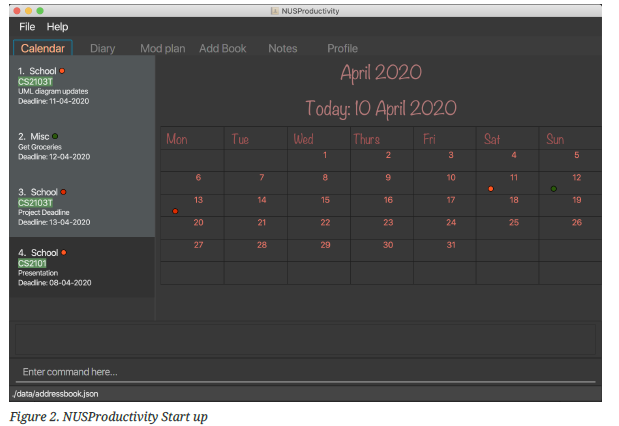 NUSProductivity
File Help
Calendar Diary Mod plan Add Book Notes Profile
1. School
CS2103T
UML diagram updates
Deadline: 11-04-2020
2. Misc
Get Groceries
Deadline: 12-04-2020
3. School
CS2103T
Project Deadline
Deadline: 13-04-2020
4. School
CS2101
Presentation
Deadline: 08-04-2020
April 2020
Today: 10 April 2020
Mon Tue Wed Thurs Fri Sat Sun
1 2 3 4 5
6 7 8 9 10 11 12
13 14 15 16 17 18 19
20 21 22 23 24 25 26
27 28 29 30 31
Enter command here...
./data/addressbook.json
Figure 2. NUSProductivity Start up